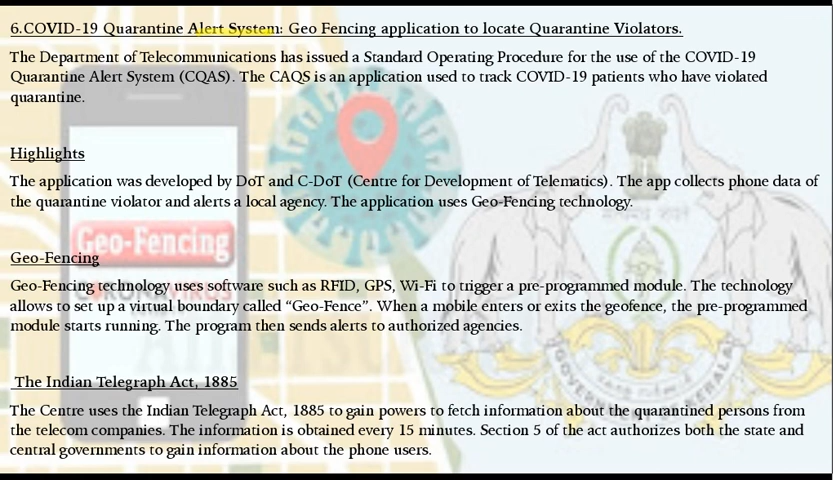 6.COVID-19 Quarantine Alert System: Geo Fencing application to locate Quarantine Violators.
The Department of Telecommunications has issued a Standard Operating Procedure for the use of the COVID-19
Quarantine Alert System (CQAS). The CAQS is an application used to track COVID-19 patients who have violated
quarantine.
Highlights
The application was developed by DoT and C-DoT (Centre for Development of Telematics). The app collects phone data of
the quarantine violator and alerts a local agency. The application uses Geo-Fencing technology.
Geo-Fencing
Geo-Fencing
Geo-Fencing technology uses software such as RFID, GPS, Wi-Fi to trigger a pre-programmed module. The technology
allows to set up a virtual boundary called “Geo-Fence”. When a mobile enters or exits the geofence, the pre-programmed
module starts running. The program then sends alerts to authorized agencies.
The Indian Telegraph Act, 1885
The Centre uses the Indian Telegraph Act, 1885 to gain powers to fetch information about the quarantined persons from
the telecom companies. The information is obtained every 15 minutes. Section 5 of the act authorizes both the state and
central governments to gain information about the phone users.